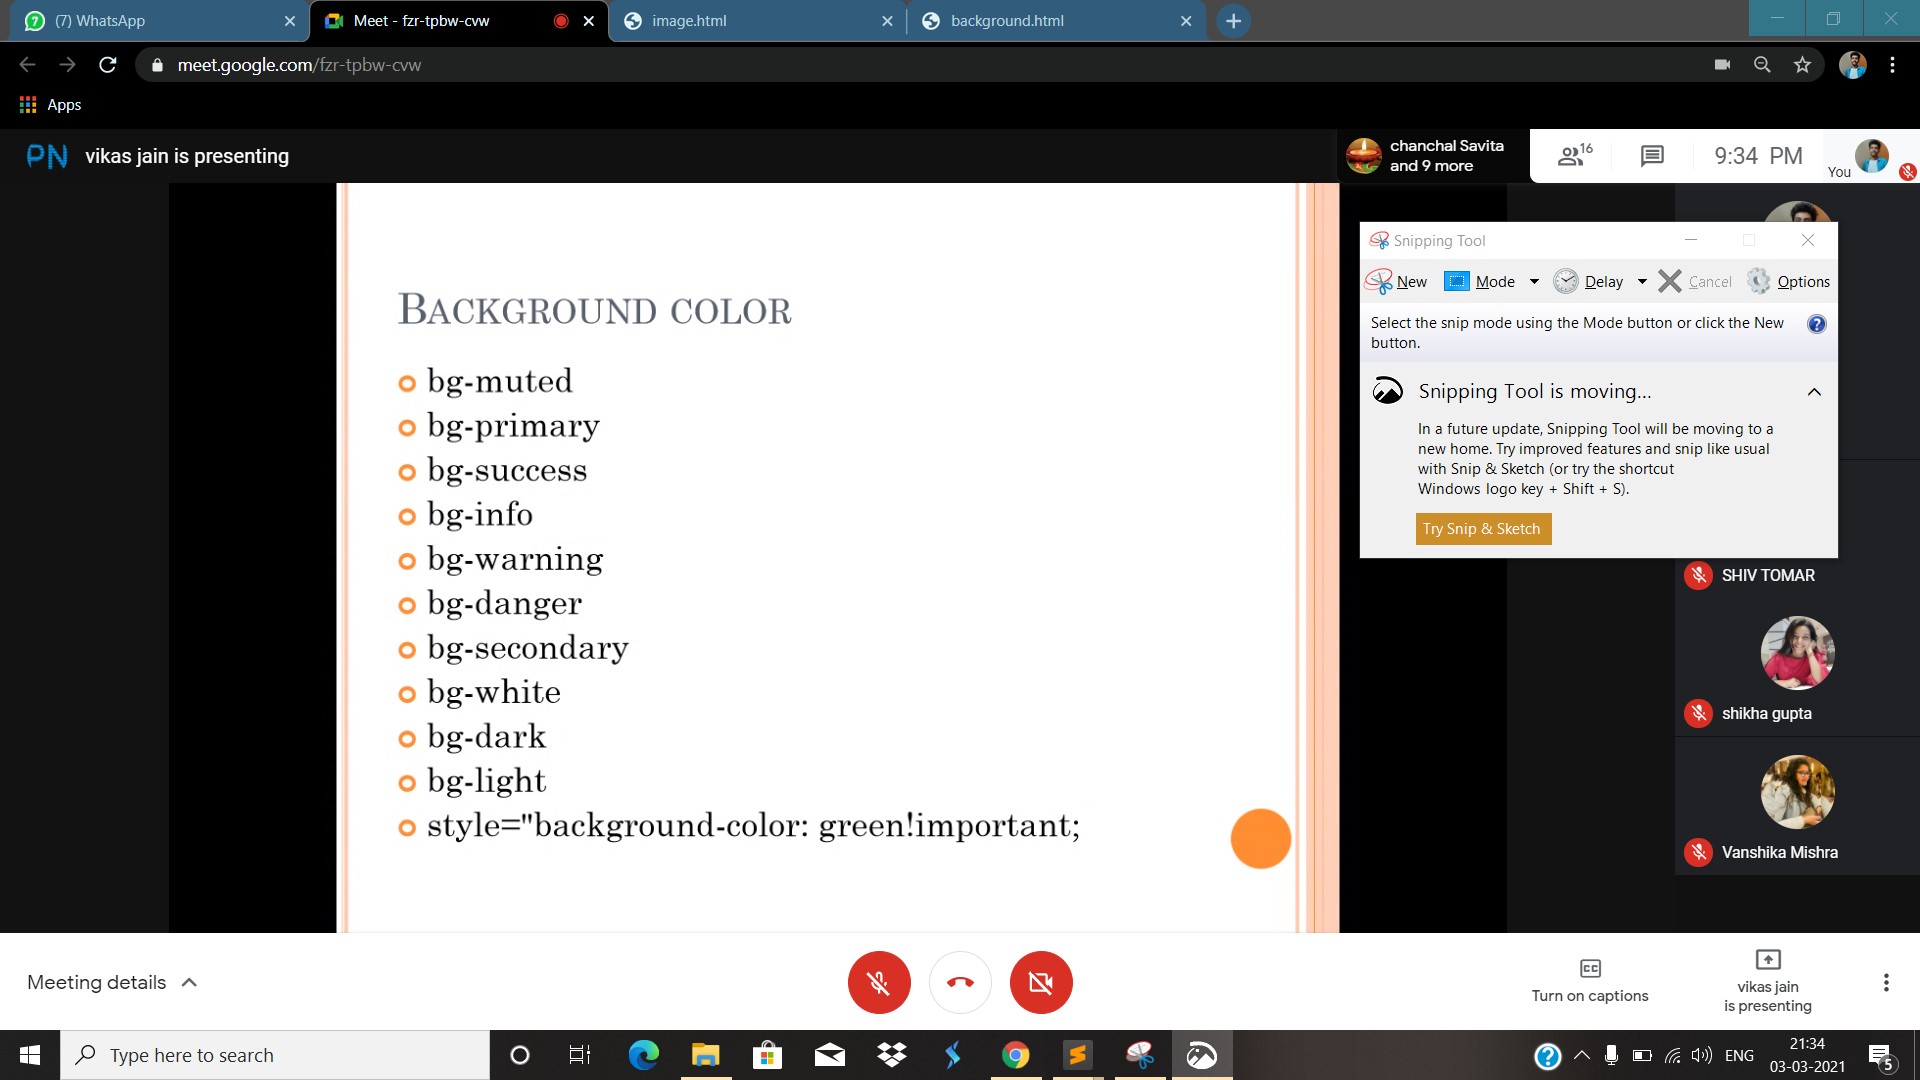 (7) WhatsApp
Meet - fzr-tpbw-cvw
image.html
background.html
meet.google.com/fzr-tpbw-cvw
Apps
PN
vikas jain is presenting
chanchal Savita
and 9 more
16
9:34 PM
You
Snipping Tool
New
Mode
Delay
Cancel
Options
Select the snip mode using the Mode button or click the New
button.
Snipping Tool is moving...
In a future update, Snipping Tool will be moving to a
new home. Try improved features and snip like usual
with Snip & Sketch (or try the shortcut
Windows logo key + Shift + S).
Try Snip & Sketch
BACKGROUND COLOR
bg-muted
bg-primary
bg-success
bg-info
bg-warning
bg-danger
bg-secondary
bg-white
bg-dark
bg-light
style="background-color: green!important;
SHIV TOMAR
shikha gupta
Vanshika Mishra
Meeting details
CC
Turn on captions
vikas jain
is presenting
Type here to search
ENG
21:34
03-03-2021
5